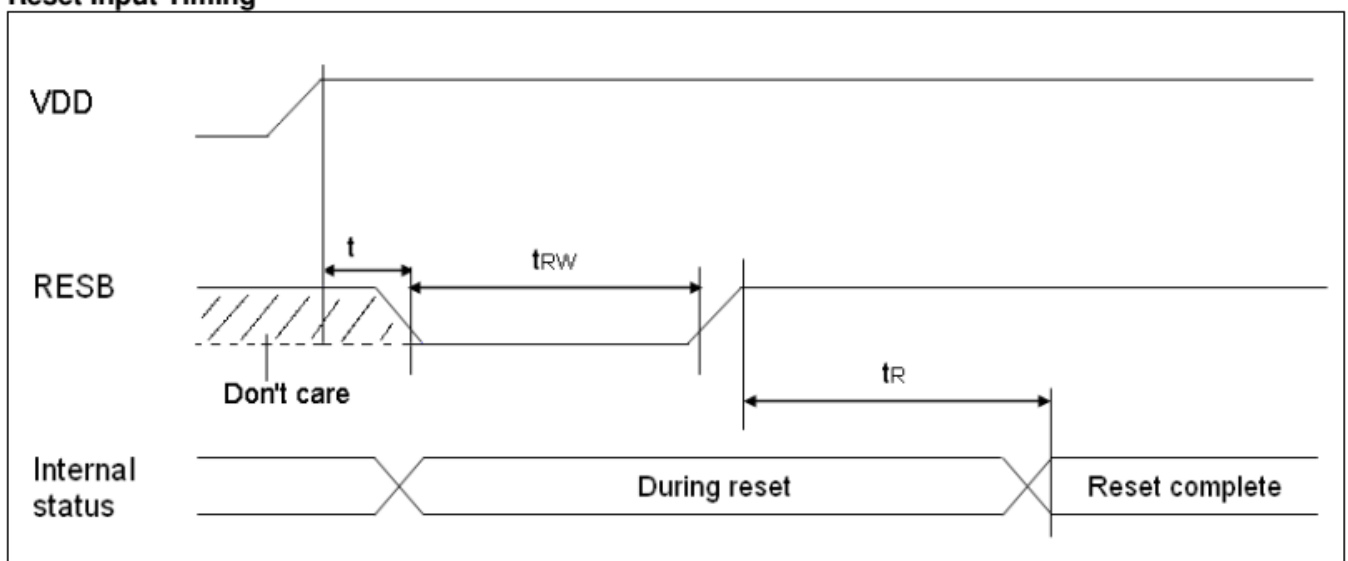 Reset Input Timing
VDD
t
tRW
RESB
tR
Don't care
Internal
status
During reset
Reset complete